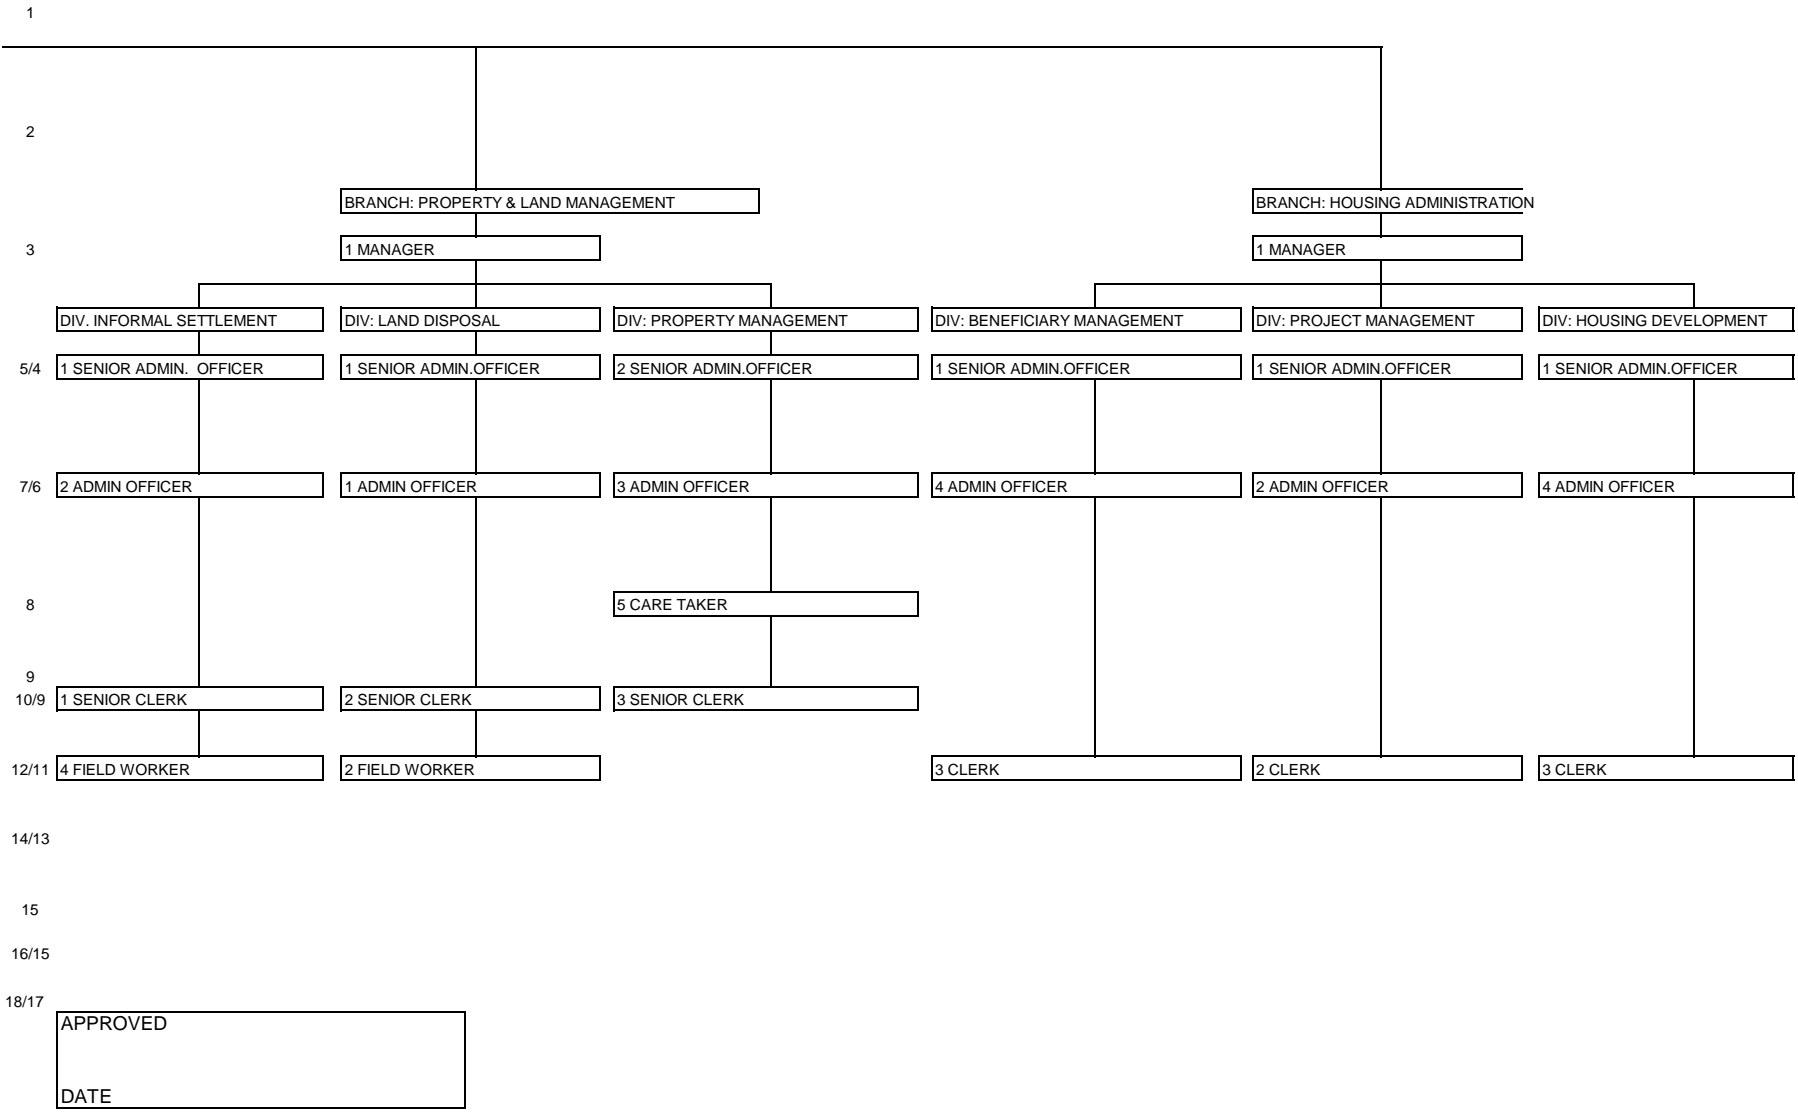 1
2
BRANCH: PROPERTY & LAND MANAGEMENT
BRANCH: HOUSING ADMINISTRATION
3
1 MANAGER
1 MANAGER
DIV. INFORMAL SETTLEMENT
DIV: LAND DISPOSAL
DIV: PROPERTY MANAGEMENT
DIV: BENEFICIARY MANAGEMENT
DIV: PROJECT MANAGEMENT
DIV: HOUSING DEVELOPMENT
5/4
1 SENIOR ADMIN.  OFFICER
1 SENIOR ADMIN.OFFICER
2 SENIOR ADMIN.OFFICER
1 SENIOR ADMIN.OFFICER
1 SENIOR ADMIN.OFFICER
1 SENIOR ADMIN.OFFICER
7/6
2 ADMIN OFFICER
1 ADMIN OFFICER
3 ADMIN OFFICER
4 ADMIN OFFICER
2 ADMIN OFFICER
4 ADMIN OFFICER
8
5 CARE TAKER
9
10/9
1 SENIOR CLERK
2 SENIOR CLERK
3 SENIOR CLERK
12/11
4 FIELD WORKER
2 FIELD WORKER
3 CLERK
2 CLERK
3 CLERK
14/13
15
16/15
18/17
APPROVED
DATE